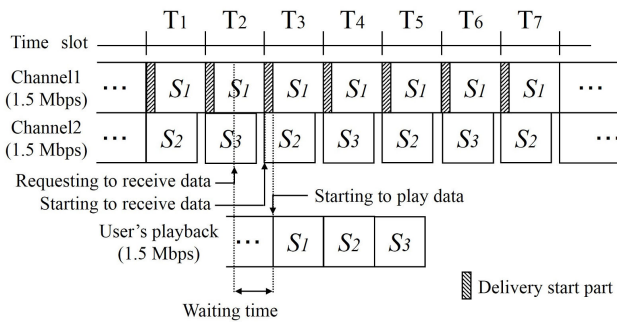 T1 T2 T3 T4 T5 T6 T7
Time slot
Channel1 ... S1 S1 S1 S1 S1 S1 S1
(1.5 Mbps)
Channel2 ... S2 S3 S2 S3 S2 S3 S2 ...
(1.5 Mbps)
Requesting to receive data
Starting to receive data
Starting to play data
User's playback ... S1 S2 S3
(1.5 Mbps)
Delivery start part
Waiting time